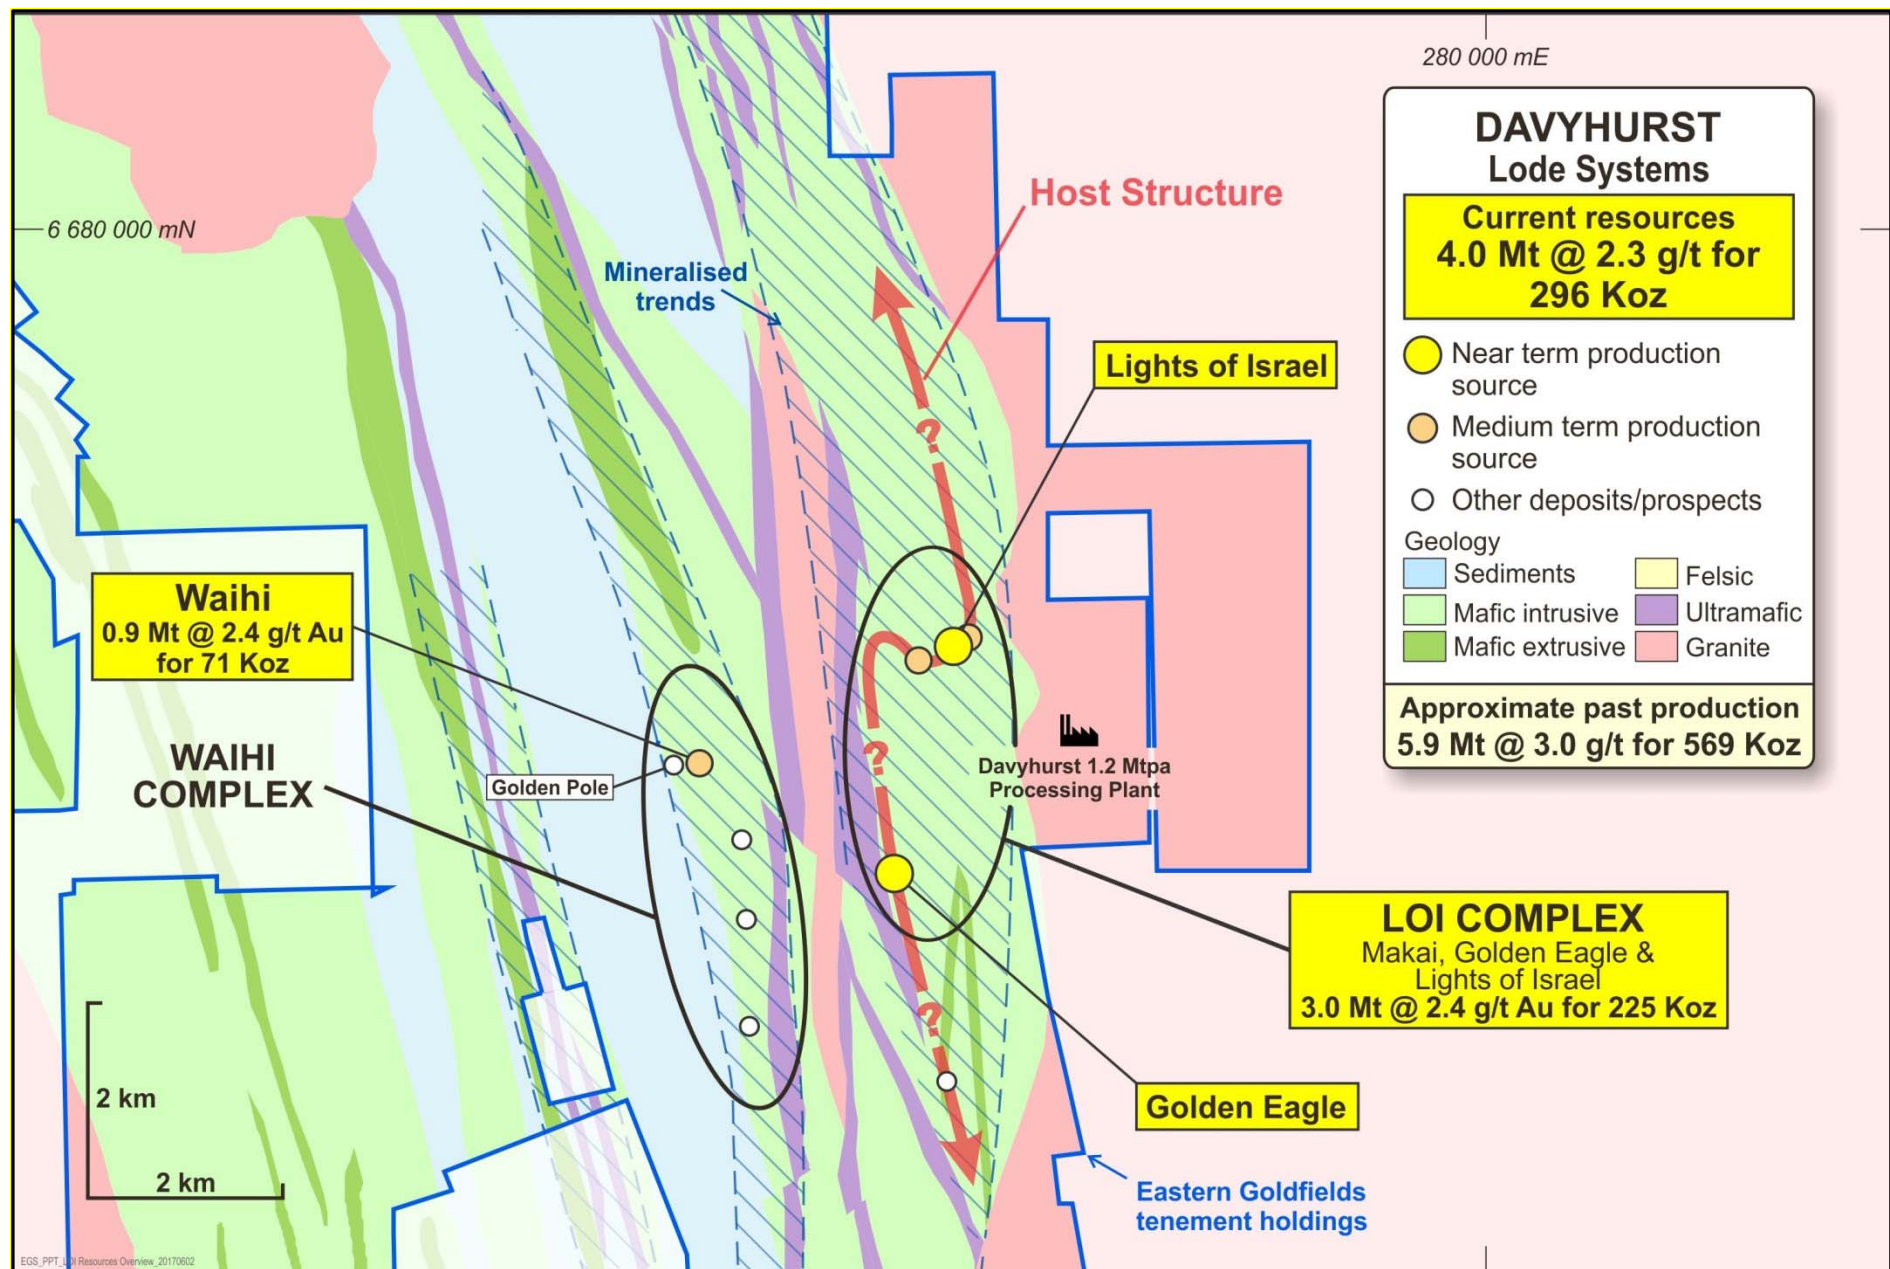 280 000 mE
6 680 000 mN
Host Structure
Mineralised
trends
Lights of Israel
DAVYHURST
Lode Systems
Current resources
4.0 Mt @ 2.3 g/t for
296 Koz
Near term production
source
Medium term production
source
Other deposits/prospects
Geology
Sediments
Felsic
Mafic intrusive
Ultramafic
Mafic extrusive
Granite
Approximate past production
5.9 Mt @ 3.0 g/t for 569 Koz
?
Waihi
0.9 Mt @ 2.4 g/t Au
for 71 Koz
WAIHI
COMPLEX
Golden Pole
?
Davyhurst 1.2 Mtpa
Processing Plant
LOI COMPLEX
Makai, Golden Eagle &
Lights of Israel
3.0 Mt @ 2.4 g/t Au for 225 Koz
?
Golden Eagle
2 km
2 km
Eastern Goldfields
tenement holdings
EGS_PPT_LOI Resources Overview_20170602